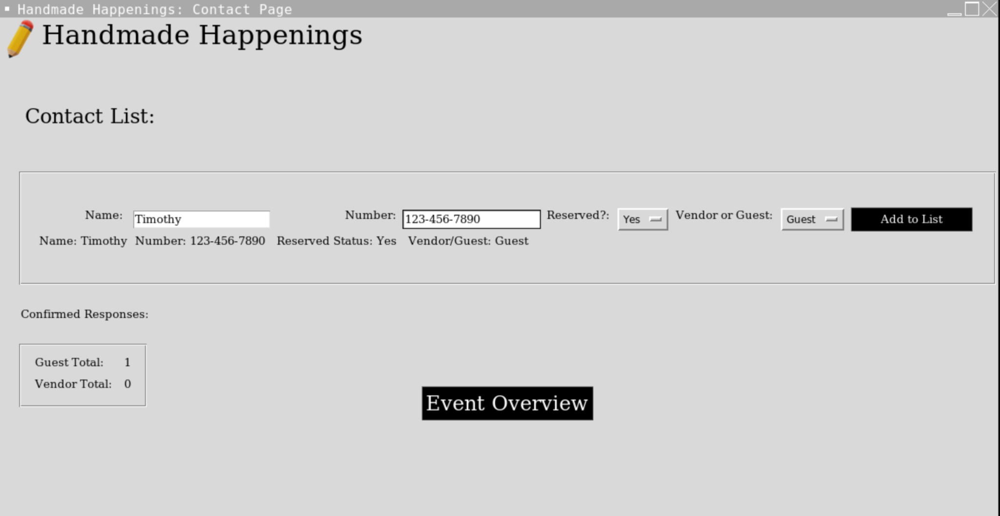 Handmade Happenings: Contact Page
Handmade Happenings
Contact List:
Name: Timothy Number: 123-456-7890 Reserved?: Yes Vendor or Guest: Guest Add to List
Name: Timothy Number: 123-456-7890 Reserved Status: Yes Vendor/Guest: Guest
Confirmed Responses:
Guest Total: 1
Vendor Total: 0
Event Overview